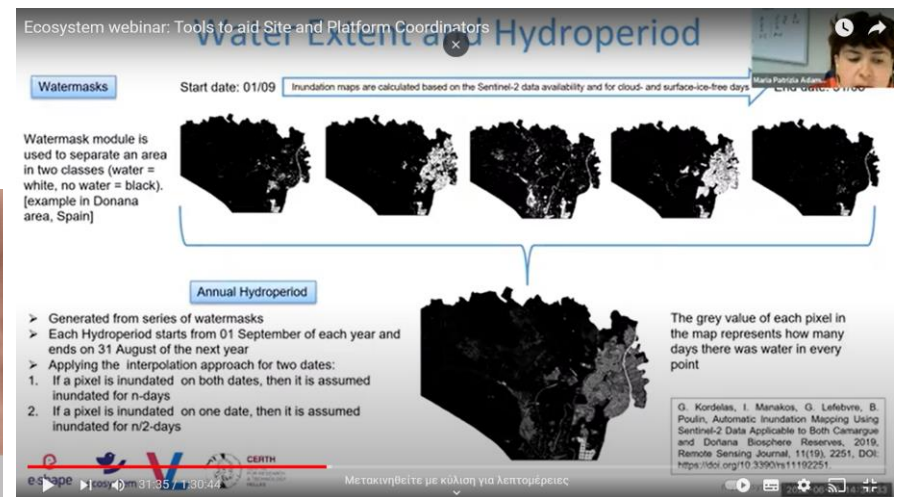 Ecosystem webinar: Tools to aid Site and Platform Coordinators
Water Extent and Hydroperiod
Maria Patrizia Adam
Watermasks
Start date: 01/09
Inundation maps are calculated based on the Sentinel-2 data availability and for cloud- and surface-ice-free days
Watermask module is
used to separate an area
in two classes (water =
white, no water = black).
[example in Donana
area, Spain]
Annual Hydroperiod
➢ Generated from series of watermasks
➢ Each Hydroperiod starts from 01 September of each year and
ends on 31 August of the next year
➢ Applying the interpolation approach for two dates:
1. If a pixel is inundated on both dates, then it is assumed
inundated for n-days
2. If a pixel is inundated on one date, then it is assumed
inundated for n/2-days
The grey value of each pixel in
the map represents how many
days there was water in every
point
G. Kordelas, I. Manakos, G. Lefebvre, B.
Poulin, Automatic Inundation Mapping Using
Sentinel-2 Data Applicable to Both Camargue
and Doñana Biosphere Reserves, 2019,
Remote Sensing Journal, 11(19), 2251, DOI:
https://doi.org/10.3390/rs11192251.
e-shape
CERTH
HELLAS
31:35 / 1:30:44
Μετακινηθείτε με κύλιση για λεπτομέρειες